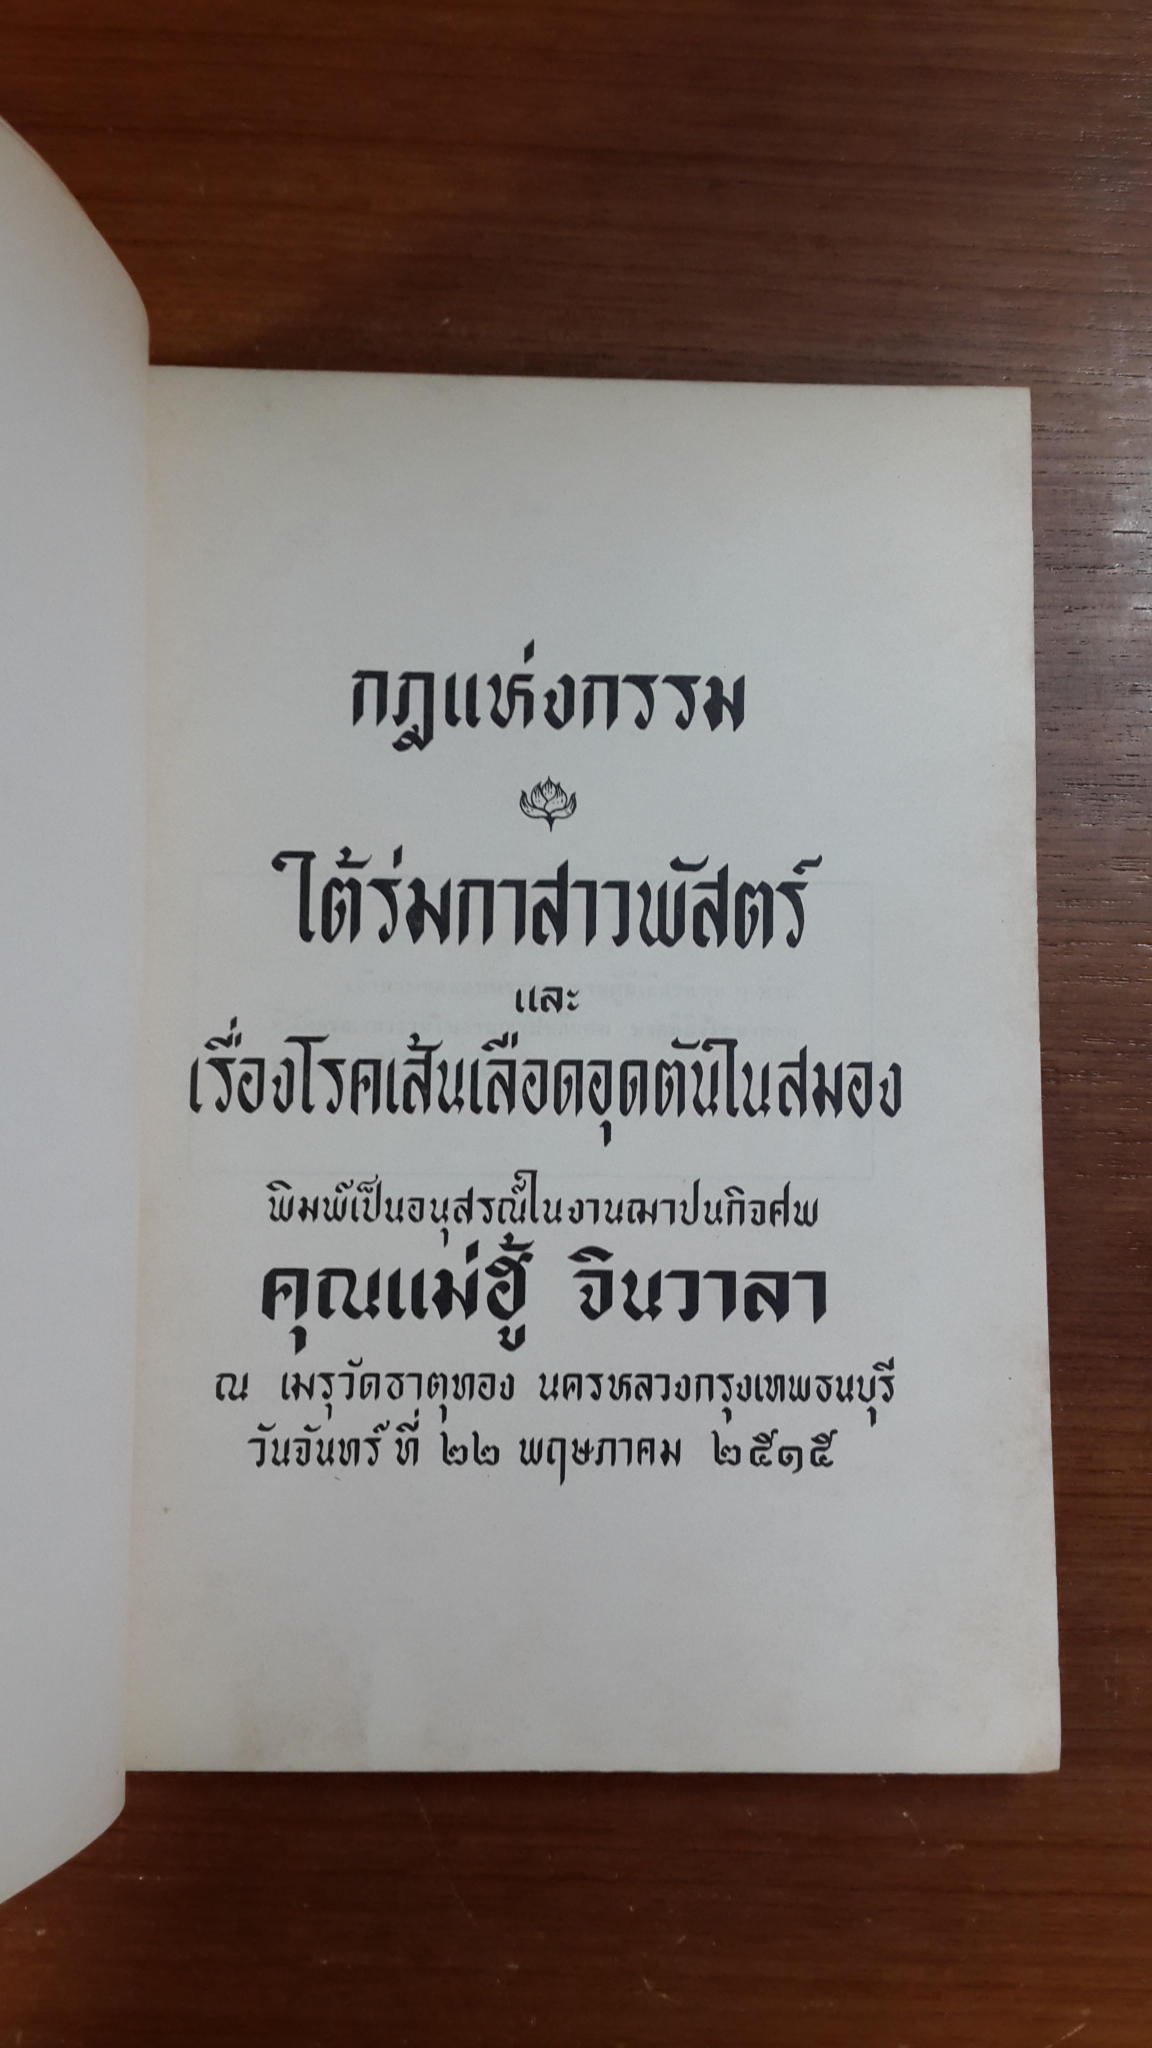 กฎแห่งกรรม
ใต้ร่มกาสาวพัสตร์
และ
เรื่องโรคเส้นเลือดอุดตันในสมอง
พิมพ์เป็นอนุสรณ์ในงานฌาปนกิจศพ
คุณแม่ฮู้ จินวาลา
ณ เมรุวัดธาตุทอง นครหลวงกรุงเทพธนบุรี
วันจันทร์ ที่ ๒๒ พฤษภาคม ๒๕๑๕